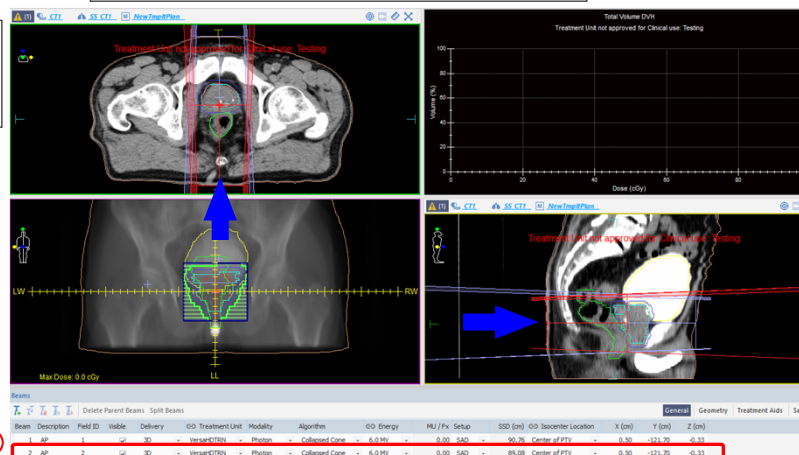 (1) CT1 SS_CT1 M NewTmpltPlan
Treatment Unit not approved for Clinical use: Testing
Total Volume DVH
Treatment Unit not approved for Clinical use: Testing
100
80
60
40
20
0
Volume (%)
0 20 40 60 80
Dose (cGy)
LW
RW
LL
Max Dose: 0.0 cGy
(1) CT1 SS_CT1 M NewTmpltPlan
Treatment Unit not approved for Clinical use: Testing
Beams
Delete Parent Beams Split Beams General Geometry Treatment Aids
Beam Description Field ID Visible Delivery Treatment Unit Modality Algorithm Energy MU / Fx Setup SSD (cm) Isocenter Location X (cm) Y (cm) Z (cm)
1 AP 1 3D VersaHDTRN Photon Collapsed Cone 6.0 MV 0.00 SAD 90.76 Center of PTV 0.50 -121.70 -0.33
2 AP 2 3D VersaHDTRN Photon Collapsed Cone 6.0 MV 0.00 SAD 89.08 Center of PTV 0.50 -121.70 -0.33